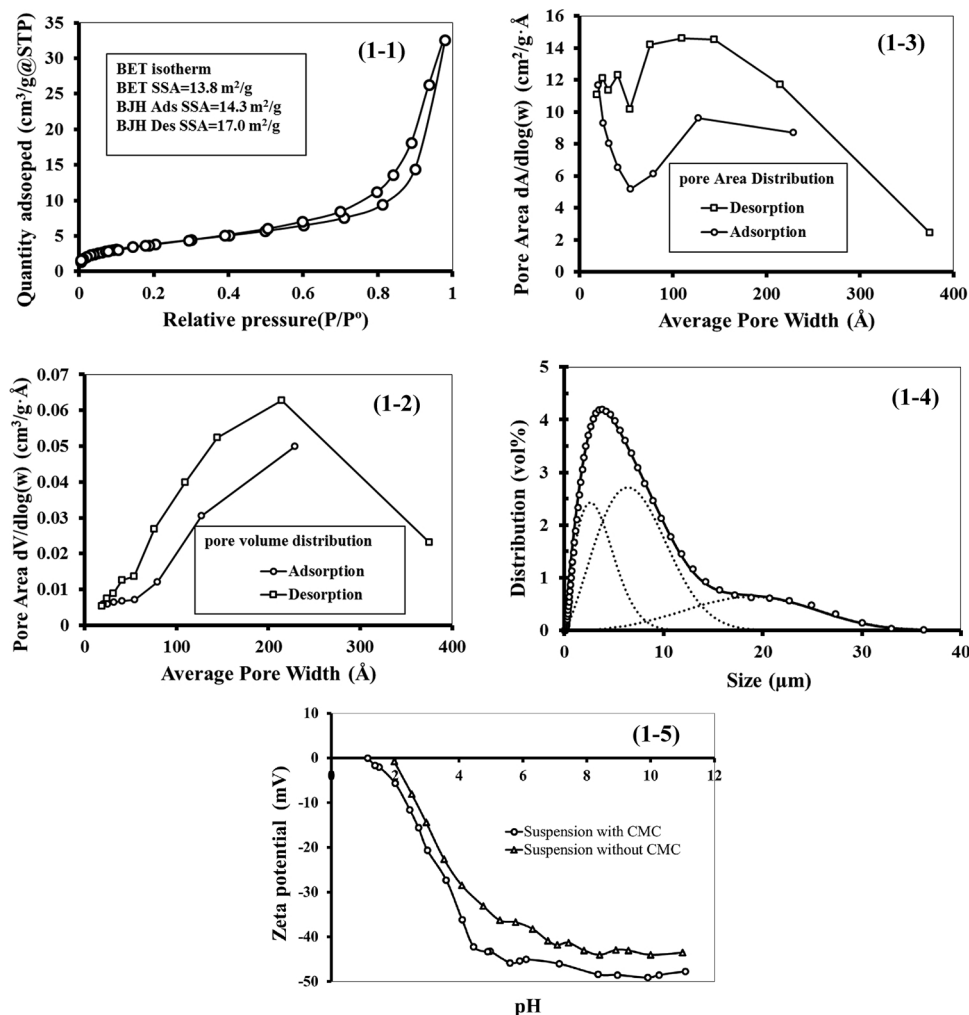 35
30
25
20
15
10
5
0
Quantity adsoeped (cm³/g@STP)
(1-1)
BET isotherm
BET SSA=13.8 m²/g
BJH Ads SSA=14.3 m²/g
BJH Des SSA=17.0 m²/g
0 0.2 0.4 0.6 0.8 1
Relative pressure(P/Pº)
16
14
12
10
8
6
4
2
0
Pore Area dA/dlog(w) (cm²/g·Å)
(1-3)
pore Area Distribution
Desorption
Adsorption
0 100 200 300 400
Average Pore Width (Å)
0.07
0.06
0.05
0.04
0.03
0.02
0.01
0
Pore Area dV/dlog(w) (cm³/g·Å)
(1-2)
pore volume distribution
Adsorption
Desorption
0 100 200 300 400
Average Pore Width (Å)
5
4
3
2
1
0
Distribution (vol%)
(1-4)
0 10 20 30 40
Size (µm)
10
0
-10
-20
-30
-40
-50
Zeta potential (mV)
(1-5)
0 2 4 6 8 10 12
Suspension with CMC
Suspension without CMC
pH